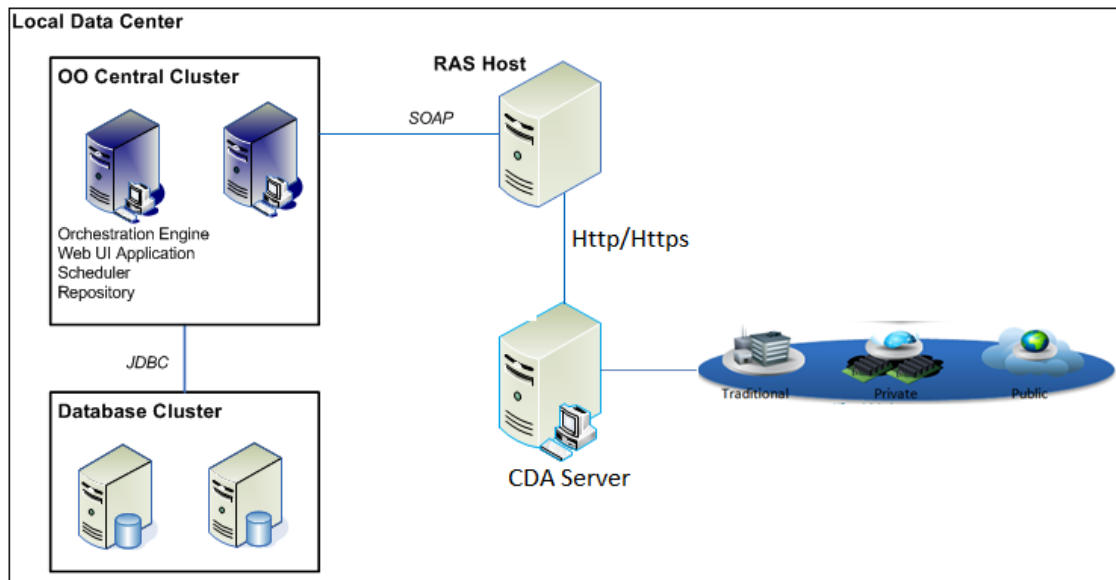 Local Data Center
OO Central Cluster
RAS Host
SOAP
Orchestration Engine
Web UI Application
Scheduler
Repository
Http/Https
JDBC
Database Cluster
CDA Server
Traditional
Private
Public